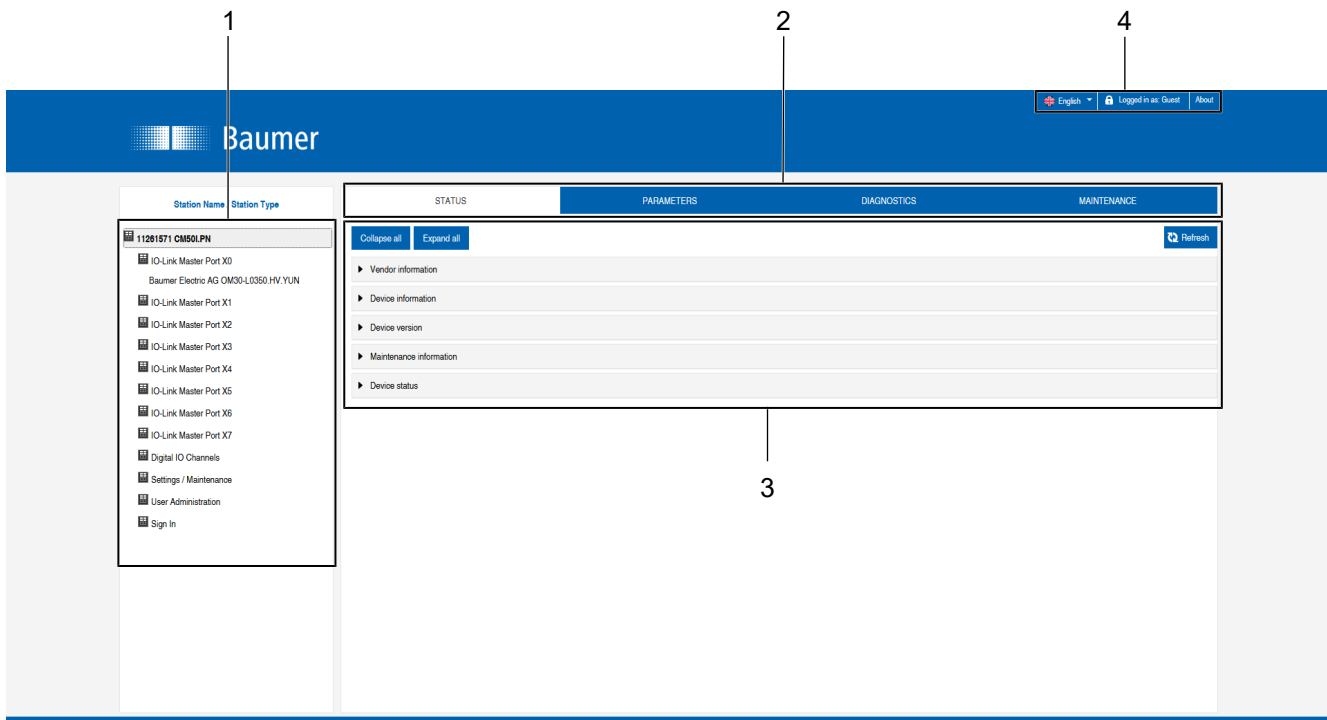 1
2
4
English
Logged in as: Guest
About
Baumer
Station Name / Station Type
STATUS
PARAMETERS
DIAGNOSTICS
MAINTENANCE
11261571 CM50I.PN
IO-Link Master Port X0
Baumer Electric AG OM30-L0350.HV.YUN
IO-Link Master Port X1
IO-Link Master Port X2
IO-Link Master Port X3
IO-Link Master Port X4
IO-Link Master Port X5
IO-Link Master Port X6
IO-Link Master Port X7
Digital IO Channels
Settings / Maintenance
User Administration
Sign In
Collapse all
Expand all
Refresh
Vendor information
Device information
Device version
Maintenance information
Device status
3